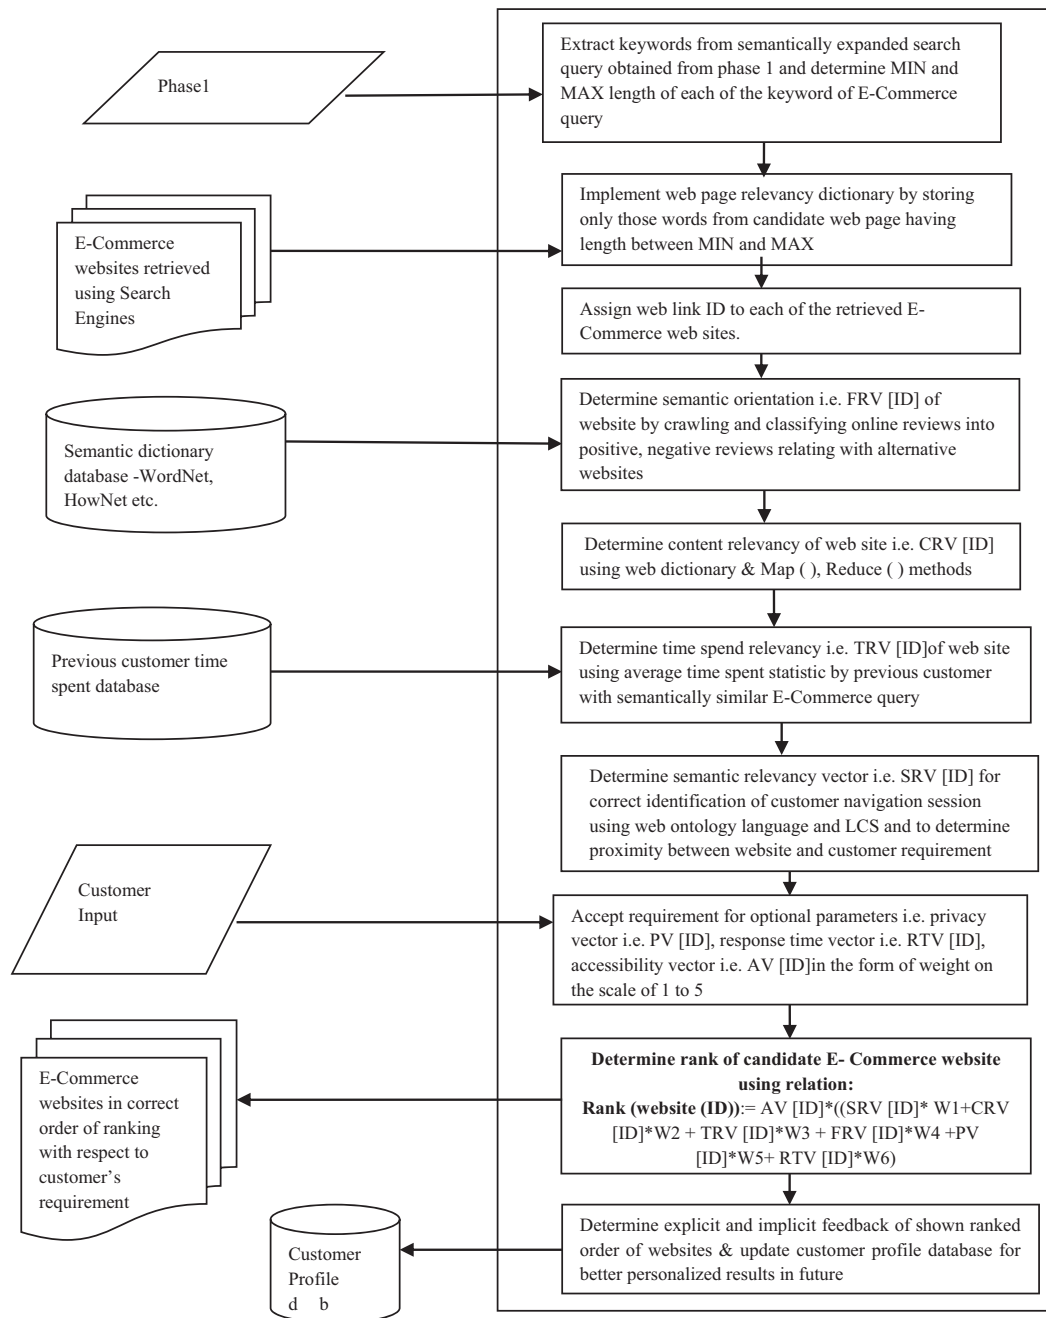 Phase1
Extract keywords from semantically expanded search
query obtained from phase 1 and determine MIN and
MAX length of each of the keyword of E-Commerce
query
Implement web page relevancy dictionary by storing
only those words from candidate web page having
length between MIN and MAX
E-Commerce
websites retrieved
using Search
Engines
Assign web link ID to each of the retrieved E-
Commerce web sites.
Determine semantic orientation i.e. FRV [ID] of
website by crawling and classifying online reviews into
positive, negative reviews relating with alternative
websites
Semantic dictionary
database -WordNet,
HowNet etc.
Determine content relevancy of web site i.e. CRV [ID]
using web dictionary & Map ( ), Reduce ( ) methods
Previous customer time
spent database
Determine time spend relevancy i.e. TRV [ID]of web site
using average time spent statistic by previous customer
with semantically similar E-Commerce query
Determine semantic relevancy vector i.e. SRV [ID] for
correct identification of customer navigation session
using web ontology language and LCS and to determine
proximity between website and customer requirement
Customer
Input
Accept requirement for optional parameters i.e. privacy
vector i.e. PV [ID], response time vector i.e. RTV [ID],
accessibility vector i.e. AV [ID]in the form of weight on
the scale of 1 to 5
Determine rank of candidate E- Commerce website
using relation:
Rank (website (ID)):= AV [ID]*((SRV [ID]* W1+CRV
[ID]*W2 + TRV [ID]*W3 + FRV [ID]*W4 +PV
[ID]*W5+ RTV [ID]*W6)
E-Commerce
websites in correct
order of ranking
with respect to
customer’s
requirement
Determine explicit and implicit feedback of shown ranked
order of websites & update customer profile database for
better personalized results in future
Customer
Profile
d b